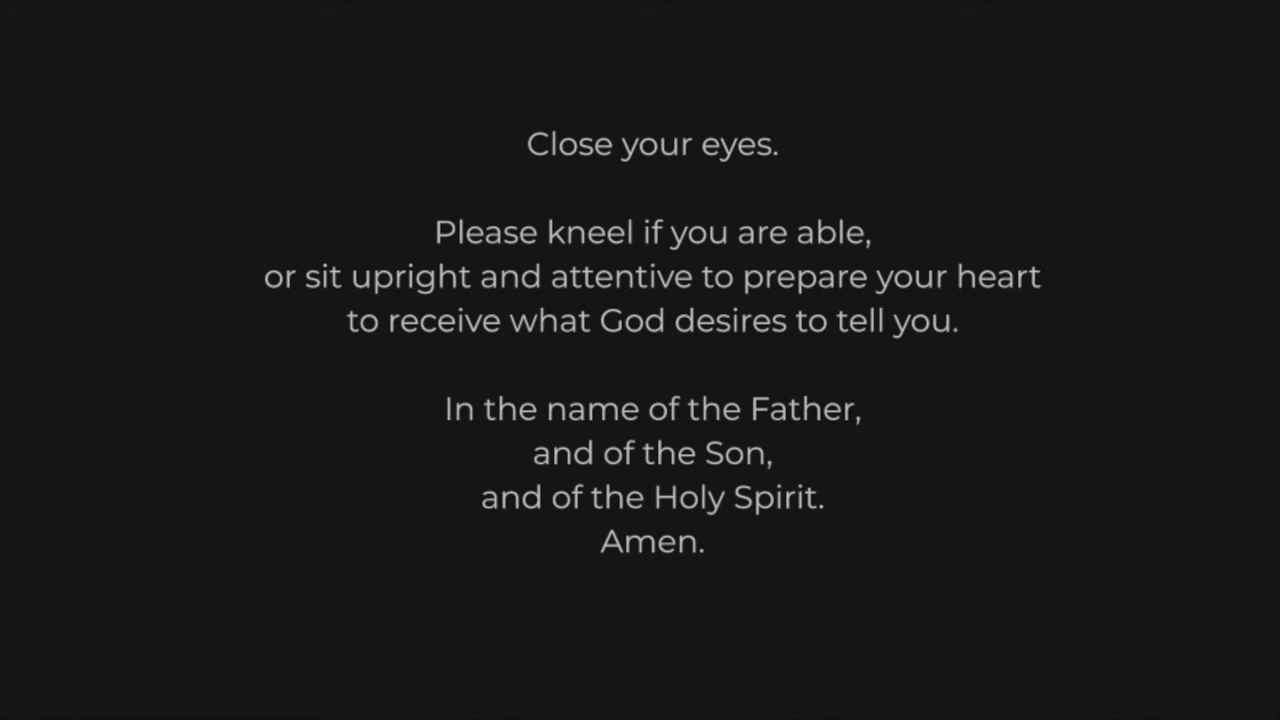 Close your eyes.
Please kneel if you are able,
or sit upright and attentive to prepare your heart
to receive what God desires to tell you.
In the name of the Father,
and of the Son,
and of the Holy Spirit.
Amen.